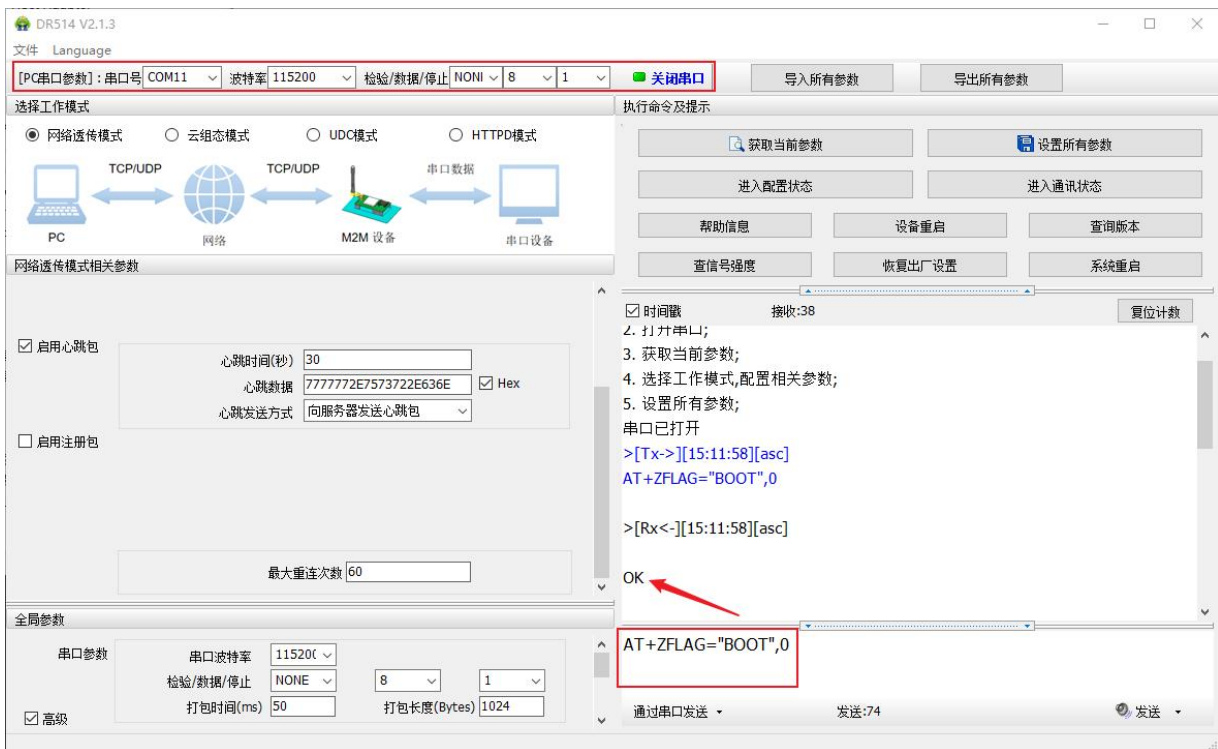 DR514 V2.1.3
文件 Language
[PC串口参数]：串口号 COM11 波特率 115200 检验/数据/停止 NONI 8 1 关闭串口 导入所有参数 导出所有参数
选择工作模式
网络透传模式 云组态模式 UDC模式 HTTPD模式
TCP/UDP TCP/UDP 串口数据
PC 网络 M2M 设备 串口设备
网络透传模式相关参数
启用心跳包
心跳时间(秒) 30
心跳数据 7777772E7573722E636E Hex
心跳发送方式 向服务器发送心跳包
启用注册包
最大重连次数 60
全局参数
串口参数
串口波特率 11520(
检验/数据/停止 NONE 8 1
打包时间(ms) 50 打包长度(Bytes) 1024
高级
执行命令及提示
获取当前参数 设置所有参数
进入配置状态 进入通讯状态
帮助信息 设备重启 查询版本
查信号强度 恢复出厂设置 系统重启
时间戳 接收:38 复位计数
2. 打开串口;
3. 获取当前参数;
4. 选择工作模式,配置相关参数;
5. 设置所有参数;
串口已打开
>[Tx->][15:11:58][asc]
AT+ZFLAG="BOOT",0
>[Rx<-][15:11:58][asc]
OK
AT+ZFLAG="BOOT",0
通过串口发送 发送:74 发送